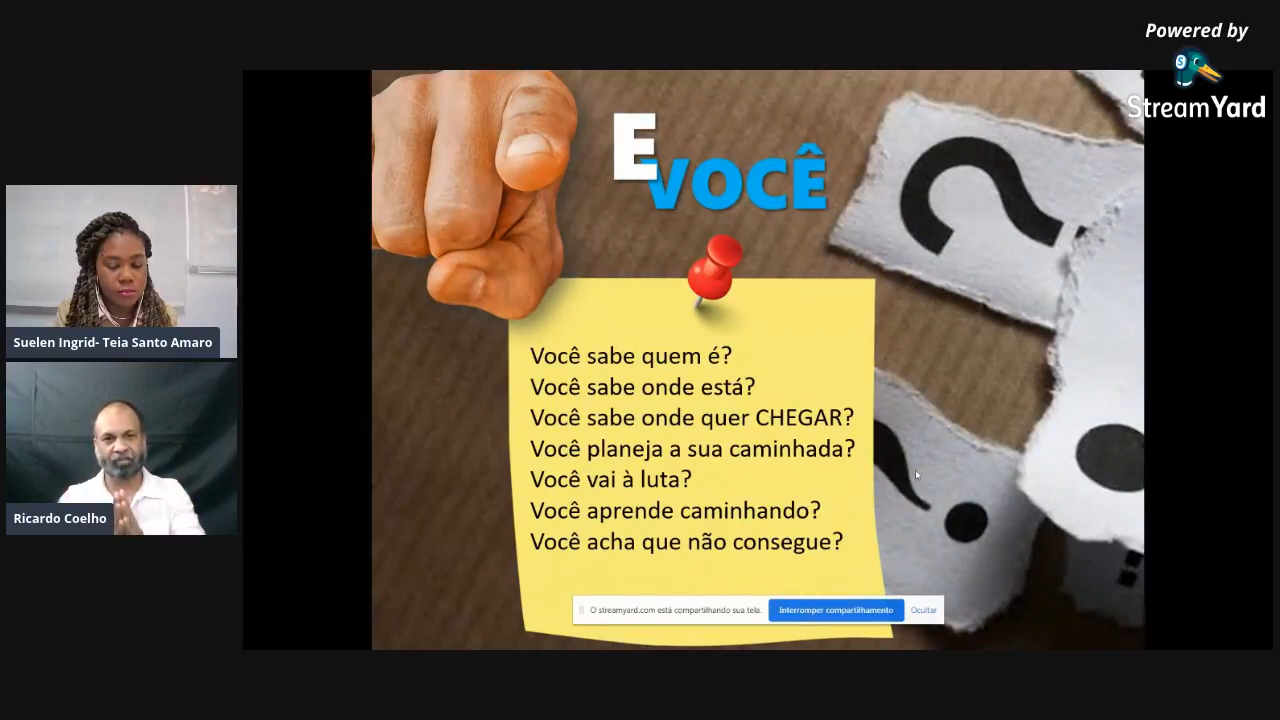 Powered by
StreamYard
E
VOCÊ
Você sabe quem é?
Você sabe onde está?
Você sabe onde quer CHEGAR?
Você planeja a sua caminhada?
Você vai à luta?
Você aprende caminhando?
Você acha que não consegue?
O streamyard.com está compartilhando sua tela.
Interromper compartilhamento
Ocultar
Suelen Ingrid- Teia Santo Amaro
Ricardo Coelho